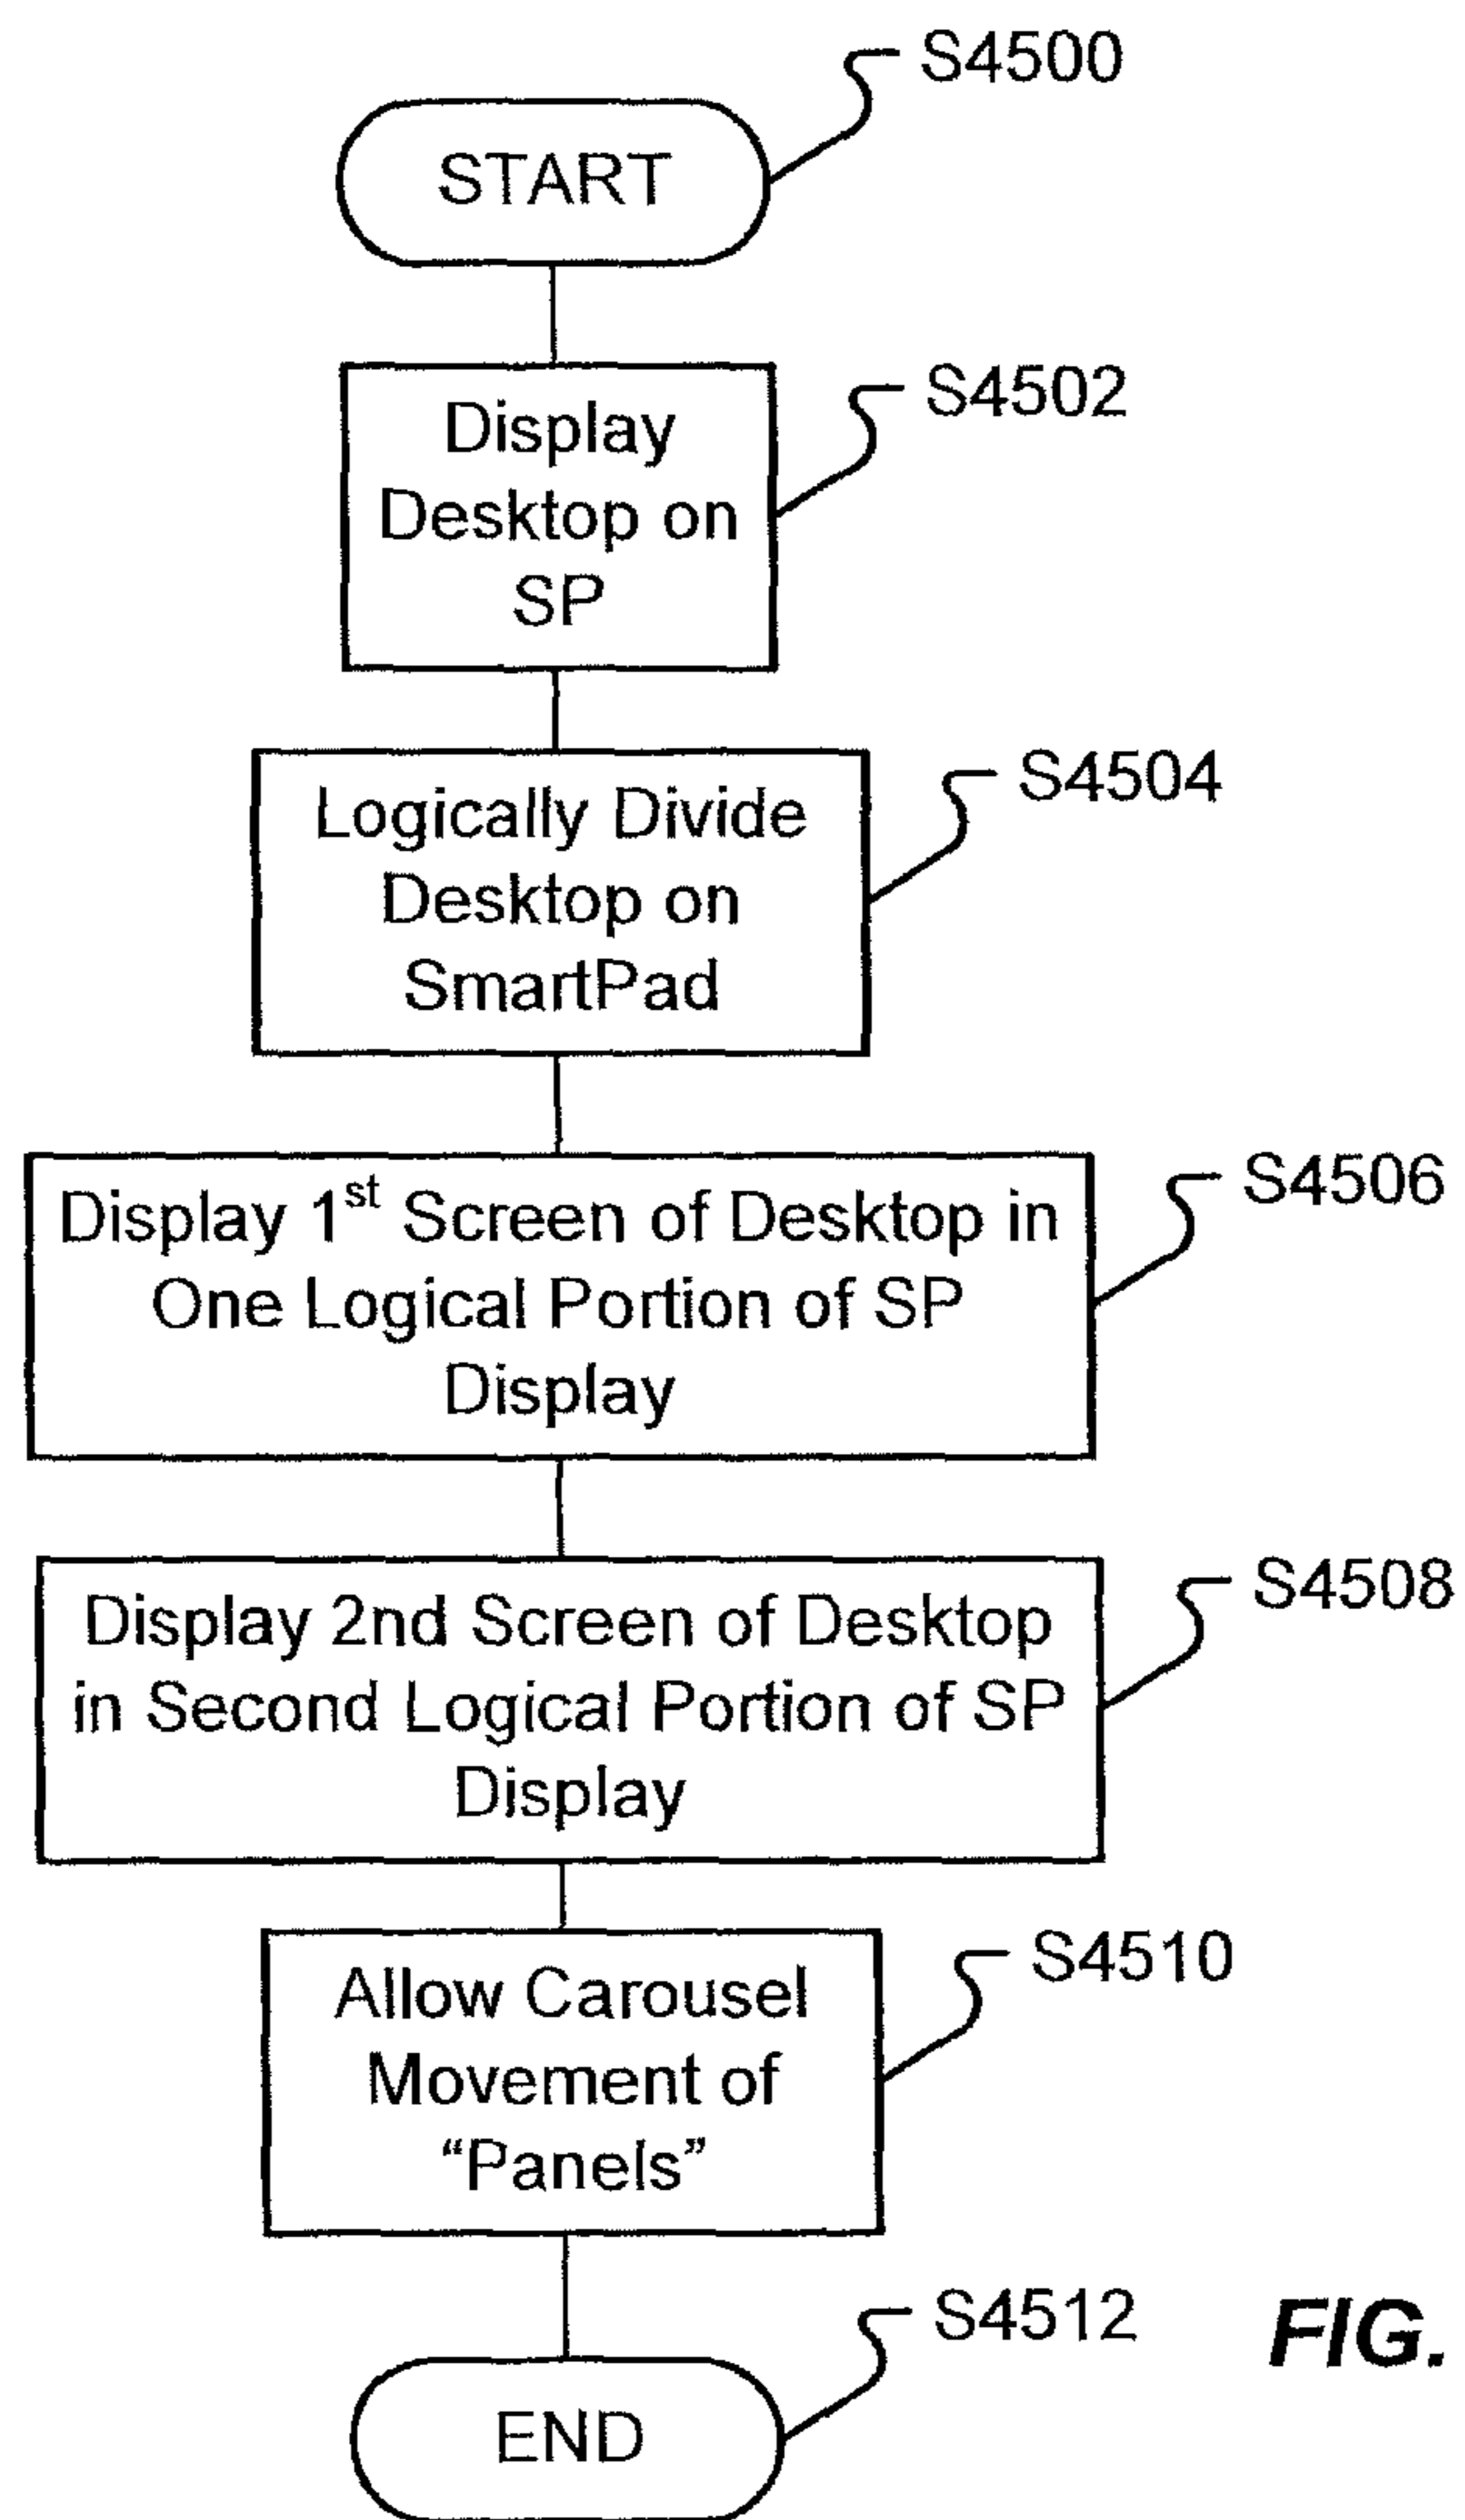 S4500
START
S4502
Display
Desktop on
SP
S4504
Logically Divide
Desktop on
SmartPad
S4506
Display 1st Screen of Desktop in
One Logical Portion of SP
Display
S4508
Display 2nd Screen of Desktop
in Second Logical Portion of SP
Display
S4510
Allow Carousel
Movement of
“Panels”
S4512
END
FIG.